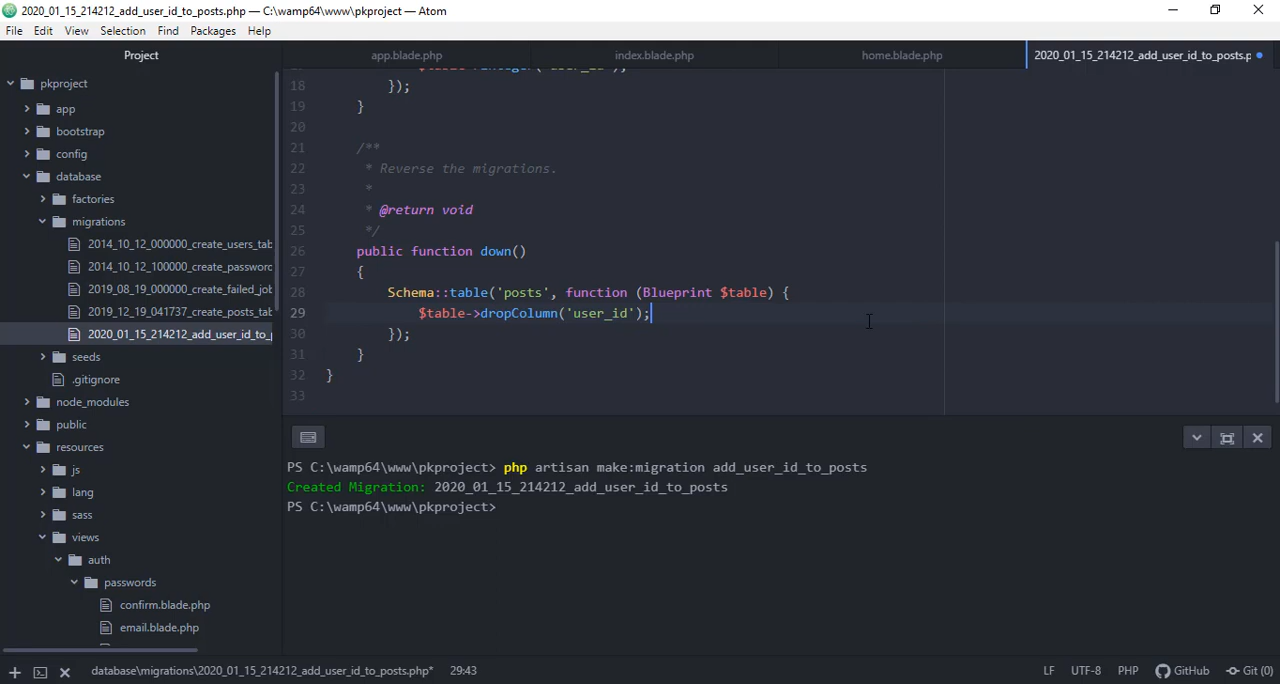 2020_01_15_214212_add_user_id_to_posts.php — C:\wamp64\www\pkproject — Atom
File Edit View Selection Find Packages Help
Project
app.blade.php index.blade.php home.blade.php 2020_01_15_214212_add_user_id_to_posts.p
pkproject
app
bootstrap
config
database
factories
migrations
2014_10_12_000000_create_users_tab
2014_10_12_100000_create_password
2019_08_19_000000_create_failed_job
2019_12_19_041737_create_posts_tab
2020_01_15_214212_add_user_id_to_p
seeds
.gitignore
node_modules
public
resources
js
lang
sass
views
auth
passwords
confirm.blade.php
email.blade.php
18 });
19 }
20
21 /**
22 * Reverse the migrations.
23 *
24 * @return void
25 */
26 public function down()
27 {
28 Schema::table('posts', function (Blueprint $table) {
29 $table->dropColumn('user_id');
30 });
31 }
32 }
33
PS C:\wamp64\www\pkproject> php artisan make:migration add_user_id_to_posts
Created Migration: 2020_01_15_214212_add_user_id_to_posts
PS C:\wamp64\www\pkproject>
database\migrations\2020_01_15_214212_add_user_id_to_posts.php* 29:43 LF UTF-8 PHP GitHub Git (0)